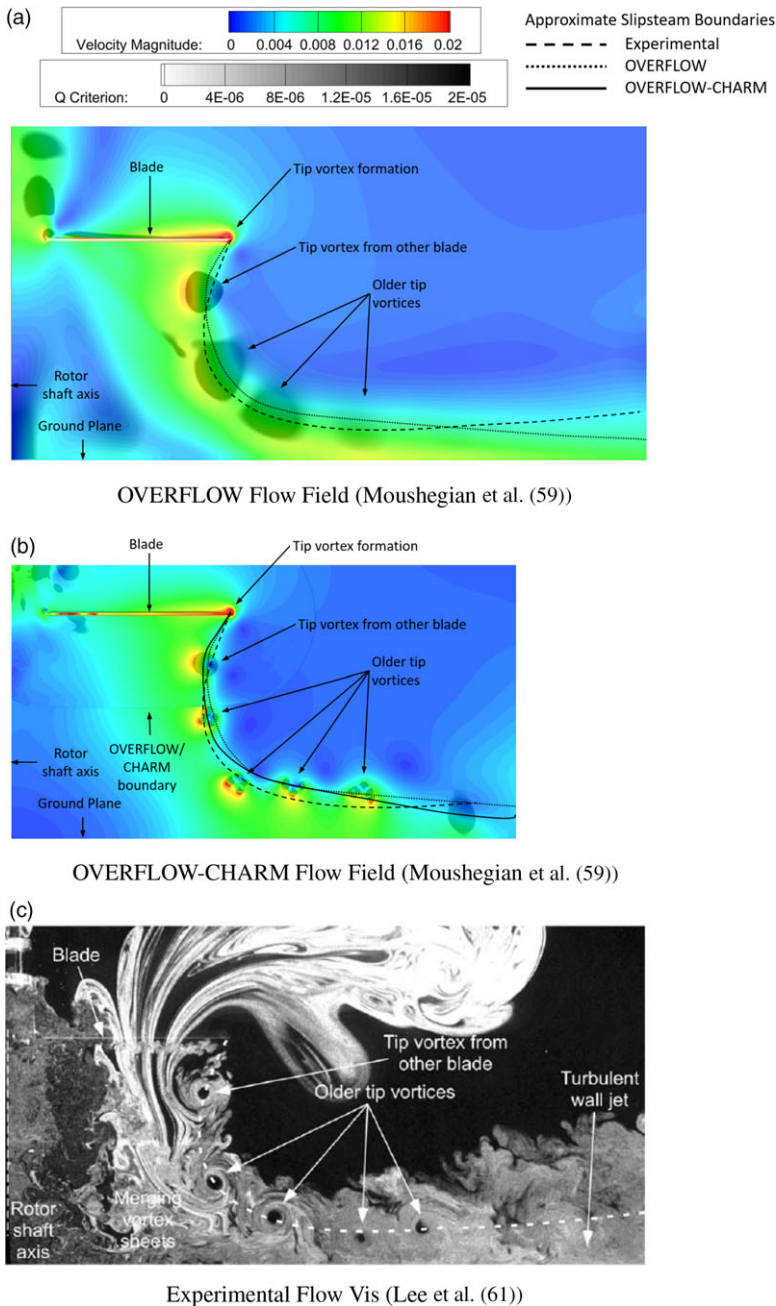 (a)
Velocity Magnitude: 0 0.004 0.008 0.012 0.016 0.02
Q Criterion: 0 4E-06 8E-06 1.2E-05 1.6E-05 2E-05
Approximate Slipsteam Boundaries
Experimental
OVERFLOW
OVERFLOW-CHARM
Blade
Tip vortex formation
Tip vortex from other blade
Older tip
vortices
Rotor
shaft axis
Ground Plane
OVERFLOW Flow Field (Moushegian et al. (59))
(b)
Blade
Tip vortex formation
Tip vortex from other blade
Older tip
vortices
OVERFLOW/
CHARM
boundary
Rotor
shaft axis
Ground Plane
OVERFLOW-CHARM Flow Field (Moushegian et al. (59))
(c)
Blade
Tip vortex from
other blade
Older tip vortices
Turbulent
wall jet
Merging
vortex
sheets
Rotor
shaft
axis
Experimental Flow Vis (Lee et al. (61))